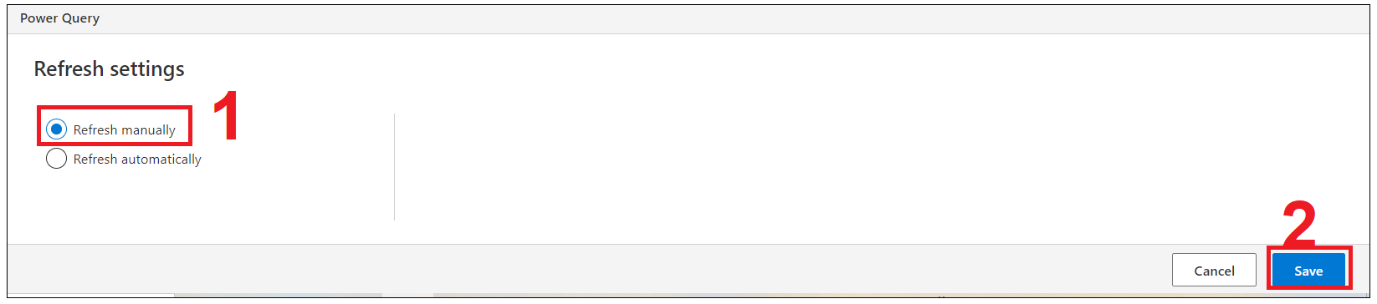 Power Query
Refresh settings
1
Refresh manually
Refresh automatically
2
Cancel
Save